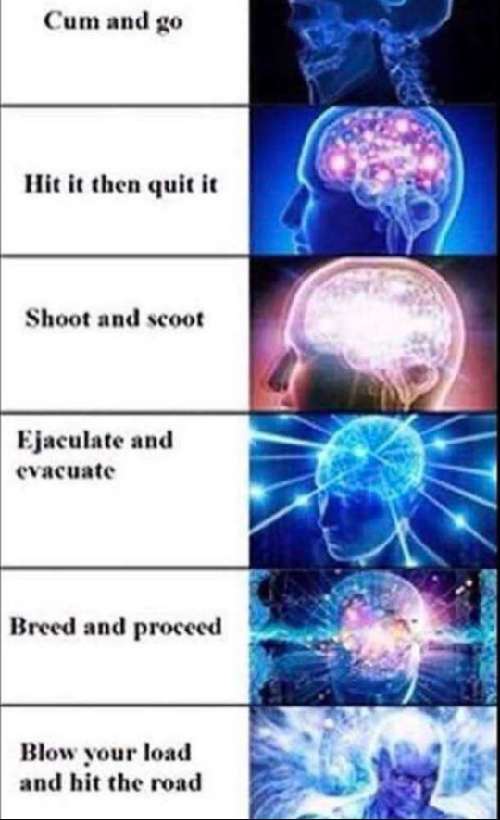 Cum and go
Hit it then quit it
Shoot and scoot
Ejaculate and
evacuate
Breed and proceed
Blow your load
and hit the road